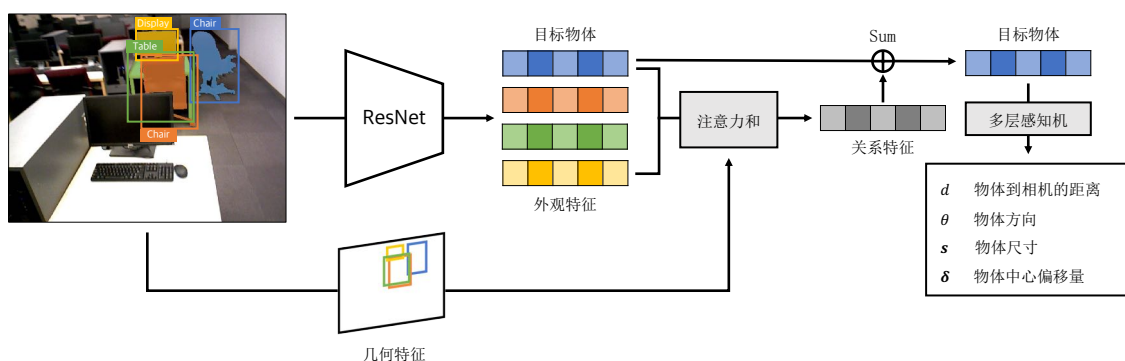 Display
Chair
Table
Chair
ResNet
目标物体
外观特征
几何特征
注意力和
Sum
关系特征
目标物体
多层感知机
d 物体到相机的距离
θ 物体方向
s 物体尺寸
δ 物体中心偏移量